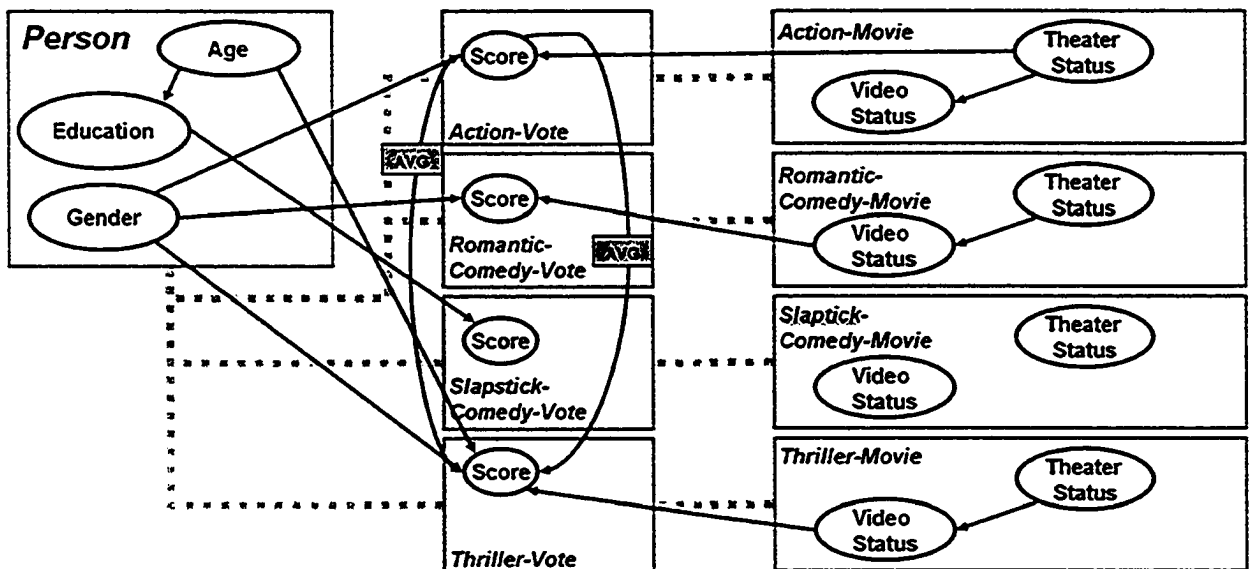 Person
Age
Education
Gender
Score
Action-Vote
AVG
Score
Romantic-
Comedy-Vote
AVG
Score
Slapstick-
Comedy-Vote
Score
Thriller-Vote
Action-Movie
Theater
Status
Video
Status
Romantic-
Comedy-Movie
Theater
Status
Video
Status
Slaptick-
Comedy-Movie
Theater
Status
Video
Status
Thriller-Movie
Theater
Status
Video
Status